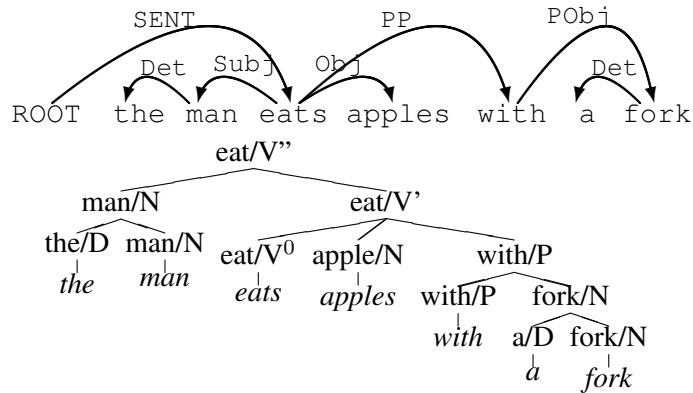 SENT PP PObj
Det Subj Obj Det
ROOT the man eats apples with a fork
eat/V”
man/N eat/V’
the/D man/N eat/V⁰ apple/N with/P
the man eats apples with/P fork/N
with a/D fork/N
a fork